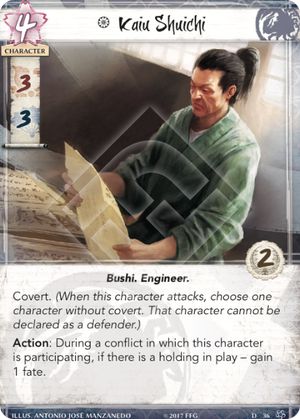 4
Kaiu Shuichi
CHARACTER
3
3
2
Bushi. Engineer.
Covert. (When this character attacks, choose one
character without covert. That character cannot be
declared as a defender.)
Action: During a conflict in which this character
is participating, if there is a holding in play – gain
1 fate.
ILLUS. ANTONIO JOSÉ MANZANEDO
©2017 FFG
D 36